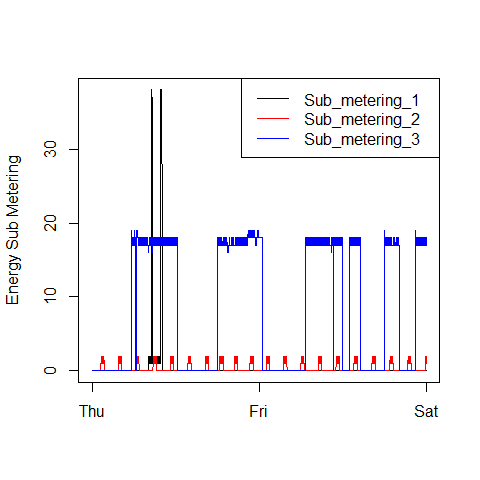 Sub_metering_1
Sub_metering_2
Sub_metering_3
Energy Sub Metering
30
20
10
0
Thu Fri Sat